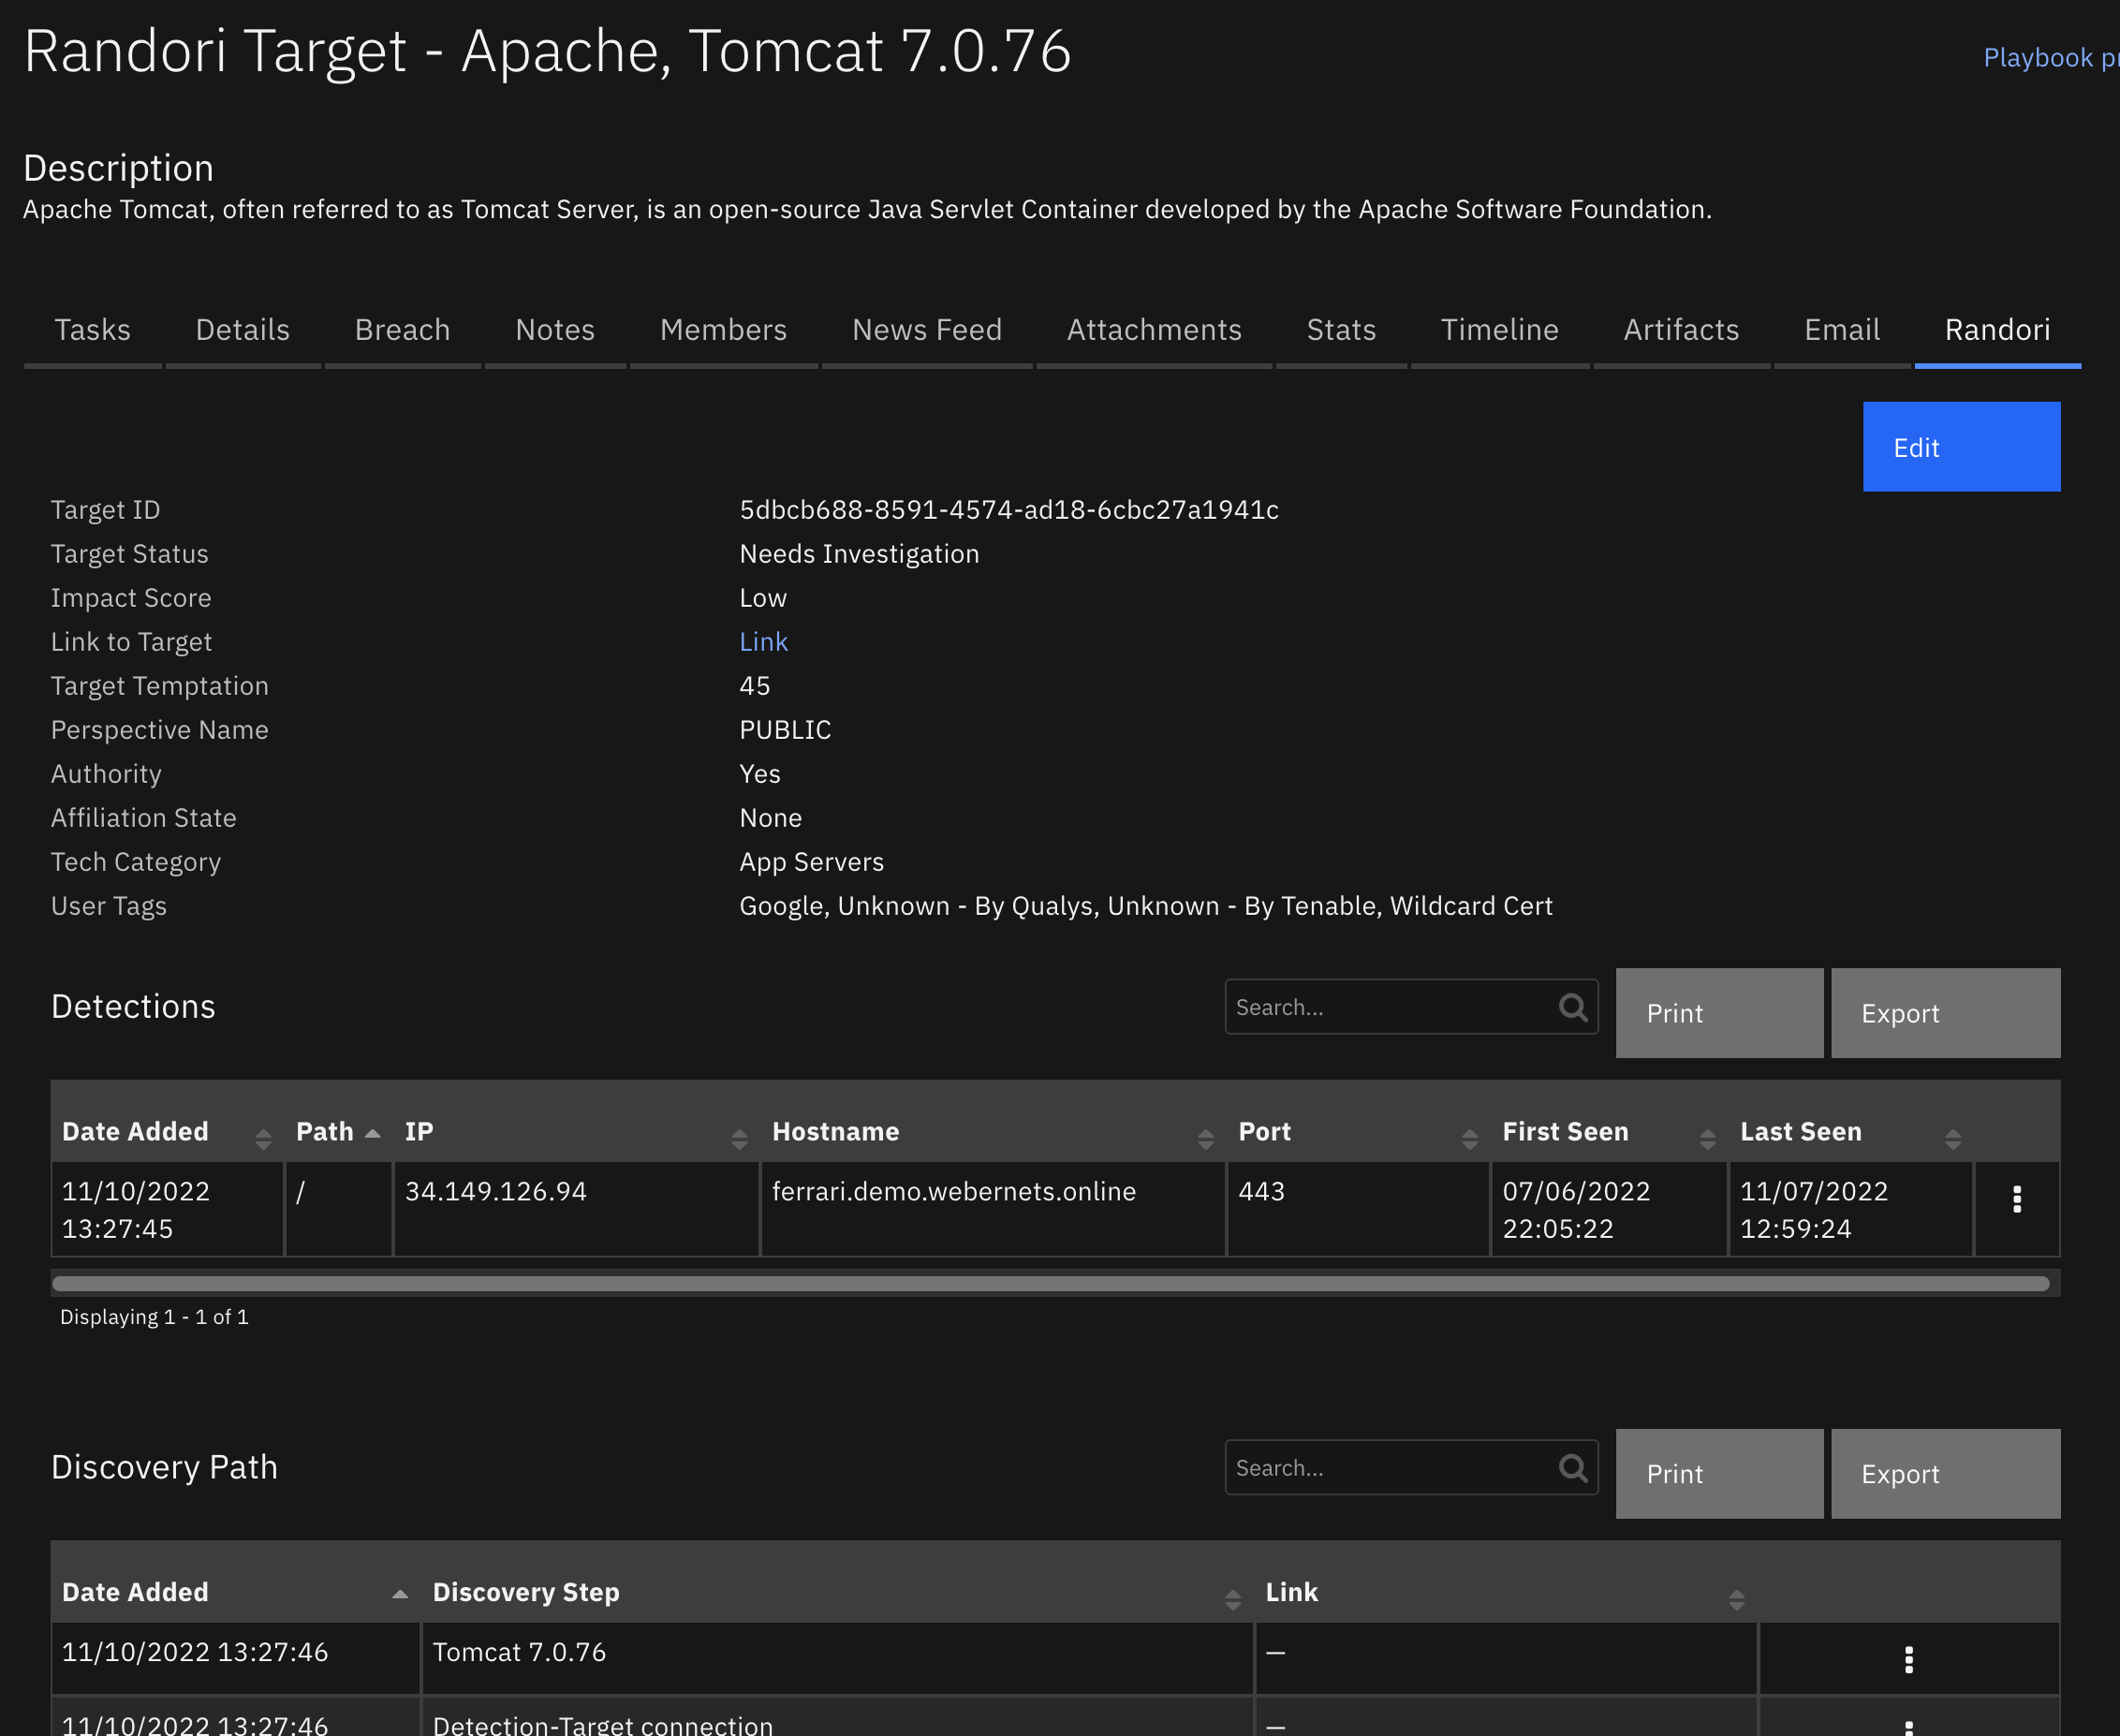 Randori Target - Apache, Tomcat 7.0.76
Playbook
Description
Apache Tomcat, often referred to as Tomcat Server, is an open-source Java Servlet Container developed by the Apache Software Foundation.
Tasks Details Breach Notes Members News Feed Attachments Stats Timeline Artifacts Email Randori
Edit
Target ID 5dbcb688-8591-4574-ad18-6cbc27a1941c
Target Status Needs Investigation
Impact Score Low
Link to Target Link
Target Temptation 45
Perspective Name PUBLIC
Authority Yes
Affiliation State None
Tech Category App Servers
User Tags Google, Unknown - By Qualys, Unknown - By Tenable, Wildcard Cert
Detections Search... Print Export
Date Added Path IP Hostname Port First Seen Last Seen
11/10/2022 / 34.149.126.94 ferrari.demo.webernets.online 443 07/06/2022 11/07/2022
13:27:45 22:05:22 12:59:24
Displaying 1 - 1 of 1
Discovery Path Search... Print Export
Date Added Discovery Step Link
11/10/2022 13:27:46 Tomcat 7.0.76 —
11/10/2022 13:27:46 Detection-Target connection —